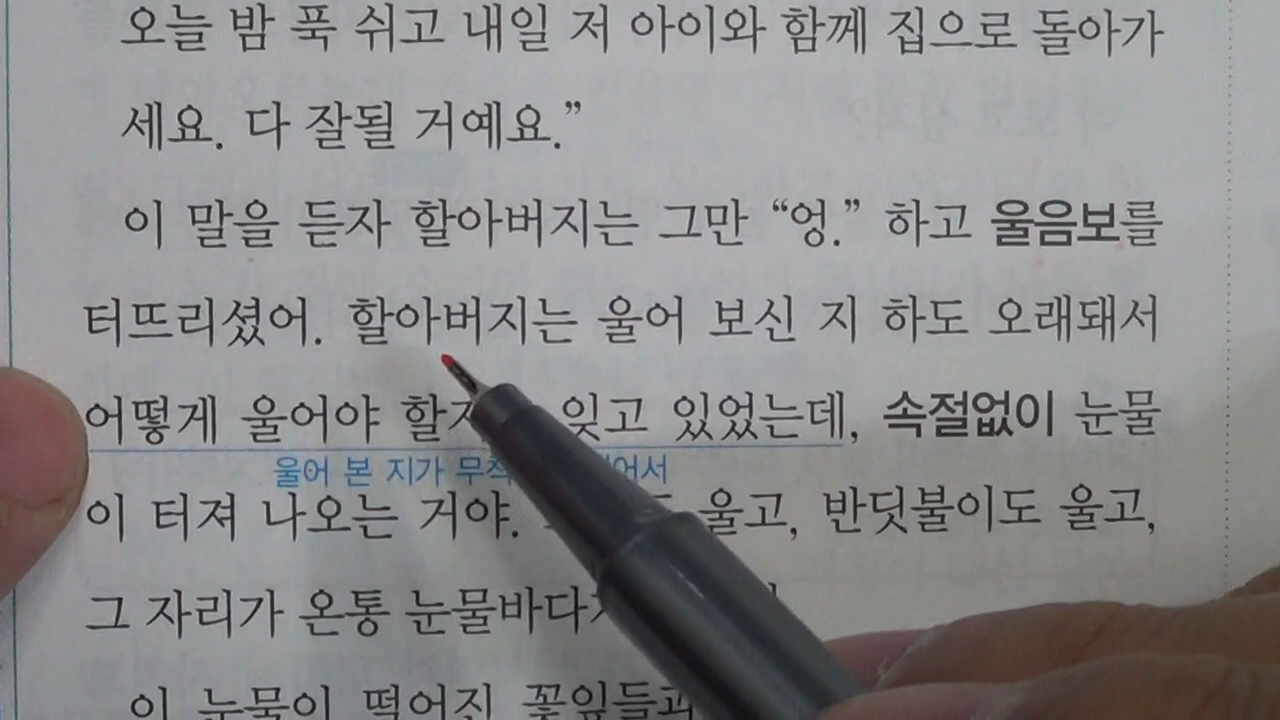 오늘 밤 푹 쉬고 내일 저 아이와 함께 집으로 돌아가
세요. 다 잘될 거예요.”
이 말을 듣자 할아버지는 그만 “엉.” 하고 울음보를
터뜨리셨어. 할아버지는 울어 보신 지 하도 오래돼서
어떻게 울어야 잊고 있었는데, 속절없이 눈물
울어 본 지가
이 터져 나오는 거야. 울고, 반딧불이도 울고,
그 자리가 온통
이 눈물이 떨어진